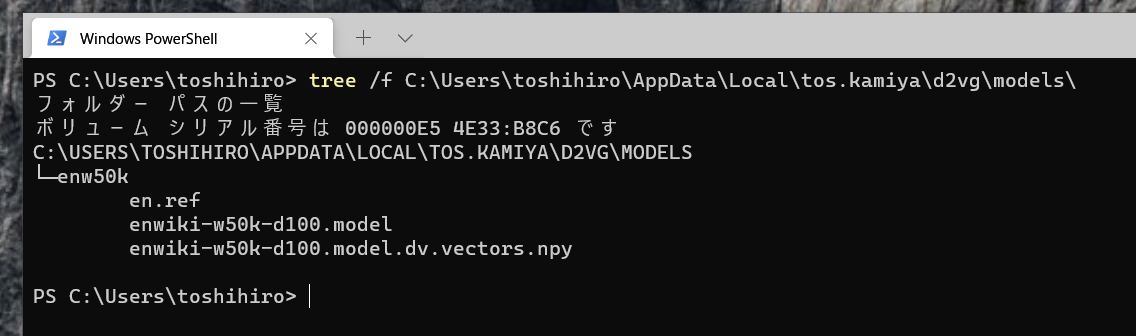 Windows PowerShell
PS C:\Users\toshihiro> tree /f C:\Users\toshihiro\AppData\Local\tos.kamiya\d2vg\models\
フォルダー パスの一覧
ボリューム シリアル番号は 000000E5 4E33:B8C6 です
C:\USERS\TOSHIHIRO\APPDATA\LOCAL\TOS.KAMIYA\D2VG\MODELS
└─enw50k
        en.ref
        enwiki-w50k-d100.model
        enwiki-w50k-d100.model.dv.vectors.npy
PS C:\Users\toshihiro>